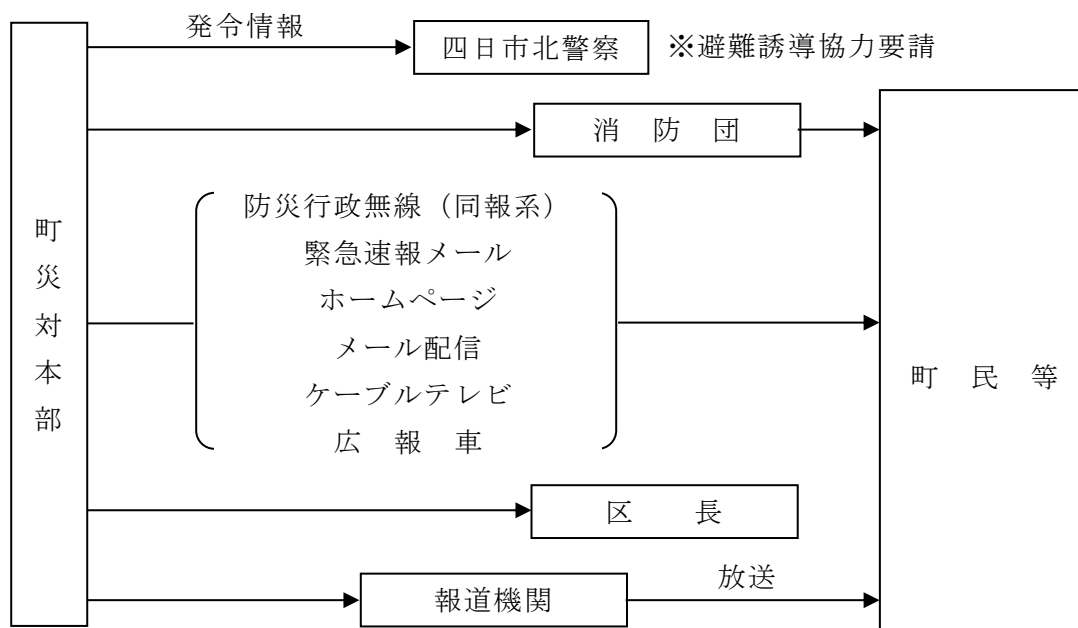 発令情報
四日市北警察 ※避難誘導協力要請
消防団
防災行政無線（同報系）
緊急速報メール
ホームページ
メール配信
ケーブルテレビ
広報車
町災対本部
町民等
区長
報道機関
放送